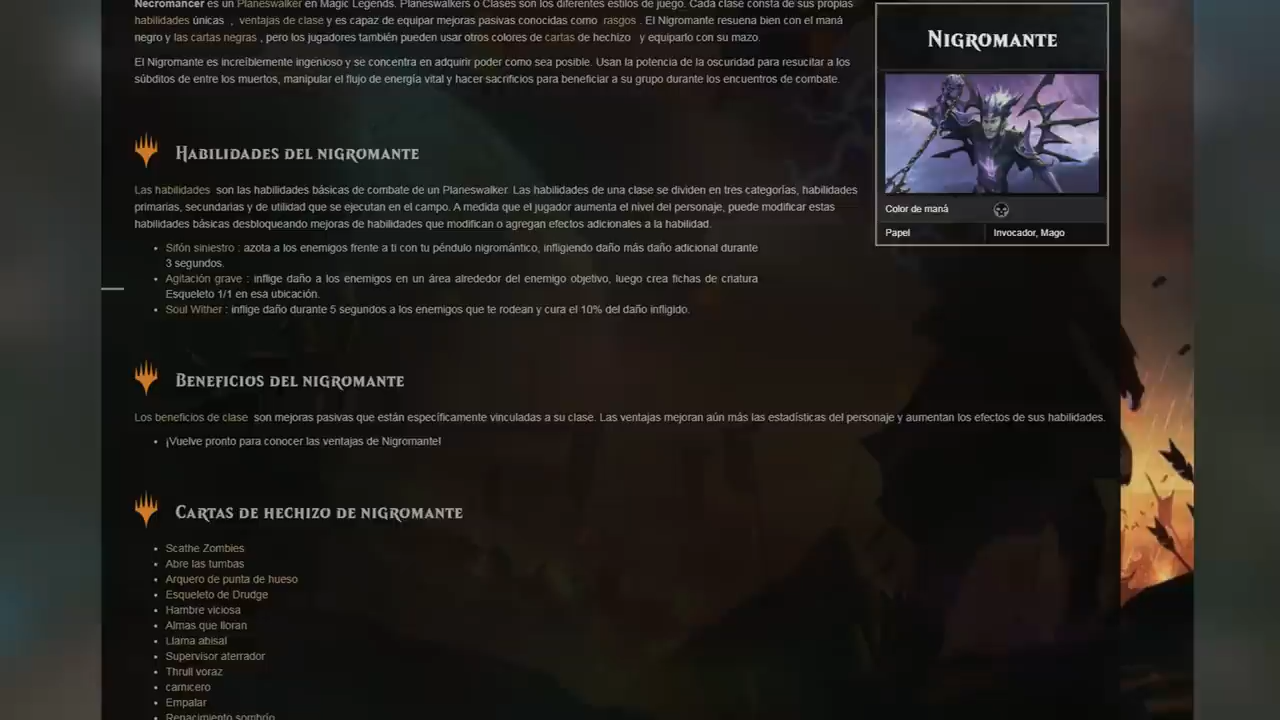 Necromancer es un Planeswalker en Magic Legends. Planeswalkers o Clases son los diferentes estilos de juego. Cada clase consta de sus propias
habilidades únicas , ventajas de clase y es capaz de equipar mejoras pasivas conocidas como rasgos . El Nigromante resuena bien con el maná
negro y las cartas negras , pero los jugadores también pueden usar otros colores de cartas de hechizo y equiparlo con su mazo.
El Nigromante es increíblemente ingenioso y se concentra en adquirir poder como sea posible. Usan la potencia de la oscuridad para resucitar a los
súbditos de entre los muertos, manipular el flujo de energía vital y hacer sacrificios para beneficiar a su grupo durante los encuentros de combate.
Nigromante
Color de maná
Papel Invocador, Mago
Habilidades del nigromante
Las habilidades son las habilidades básicas de combate de un Planeswalker. Las habilidades de una clase se dividen en tres categorías, habilidades
primarias, secundarias y de utilidad que se ejecutan en el campo. A medida que el jugador aumenta el nivel del personaje, puede modificar estas
habilidades básicas desbloqueando mejoras de habilidades que modifican o agregan efectos adicionales a la habilidad.
• Sifón siniestro : azota a los enemigos frente a ti con tu péndulo nigromántico, infligiendo daño más daño adicional durante
3 segundos.
• Agitación grave : inflige daño a los enemigos en un área alrededor del enemigo objetivo, luego crea fichas de criatura
Esqueleto 1/1 en esa ubicación.
• Soul Wither : inflige daño durante 5 segundos a los enemigos que te rodean y cura el 10% del daño infligido.
Beneficios del nigromante
Los beneficios de clase son mejoras pasivas que están específicamente vinculadas a su clase. Las ventajas mejoran aún más las estadísticas del personaje y aumentan los efectos de sus habilidades.
• ¡Vuelve pronto para conocer las ventajas de Nigromante!
Cartas de hechizo de nigromante
• Scathe Zombies
• Abre las tumbas
• Arquero de punta de hueso
• Esqueleto de Drudge
• Hambre viciosa
• Almas que lloran
• Llama abisal
• Supervisor aterrador
• Thrull voraz
• carnicero
• Empalar
• Renacimiento sombrío